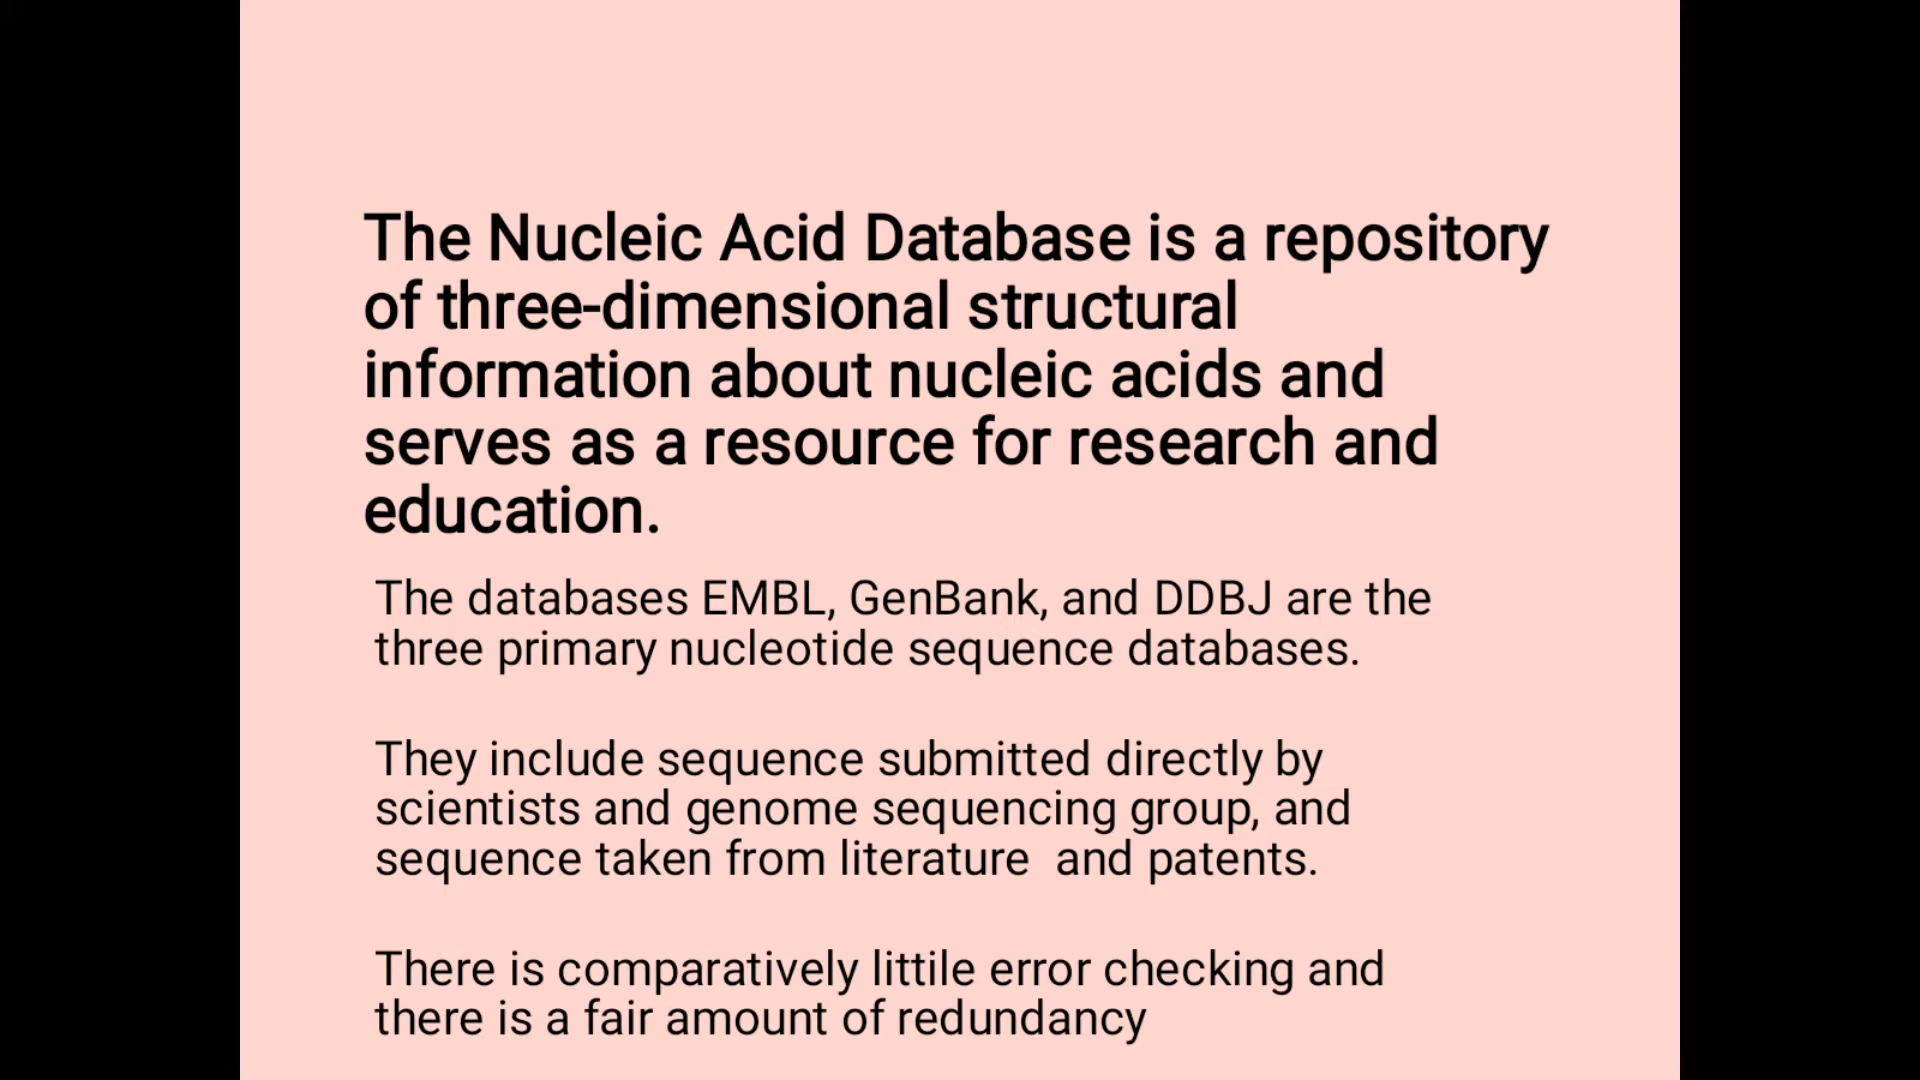 The Nucleic Acid Database is a repository
of three-dimensional structural
information about nucleic acids and
serves as a resource for research and
education.
The databases EMBL, GenBank, and DDBJ are the
three primary nucleotide sequence databases.
They include sequence submitted directly by
scientists and genome sequencing group, and
sequence taken from literature  and patents.
There is comparatively littile error checking and
there is a fair amount of redundancy